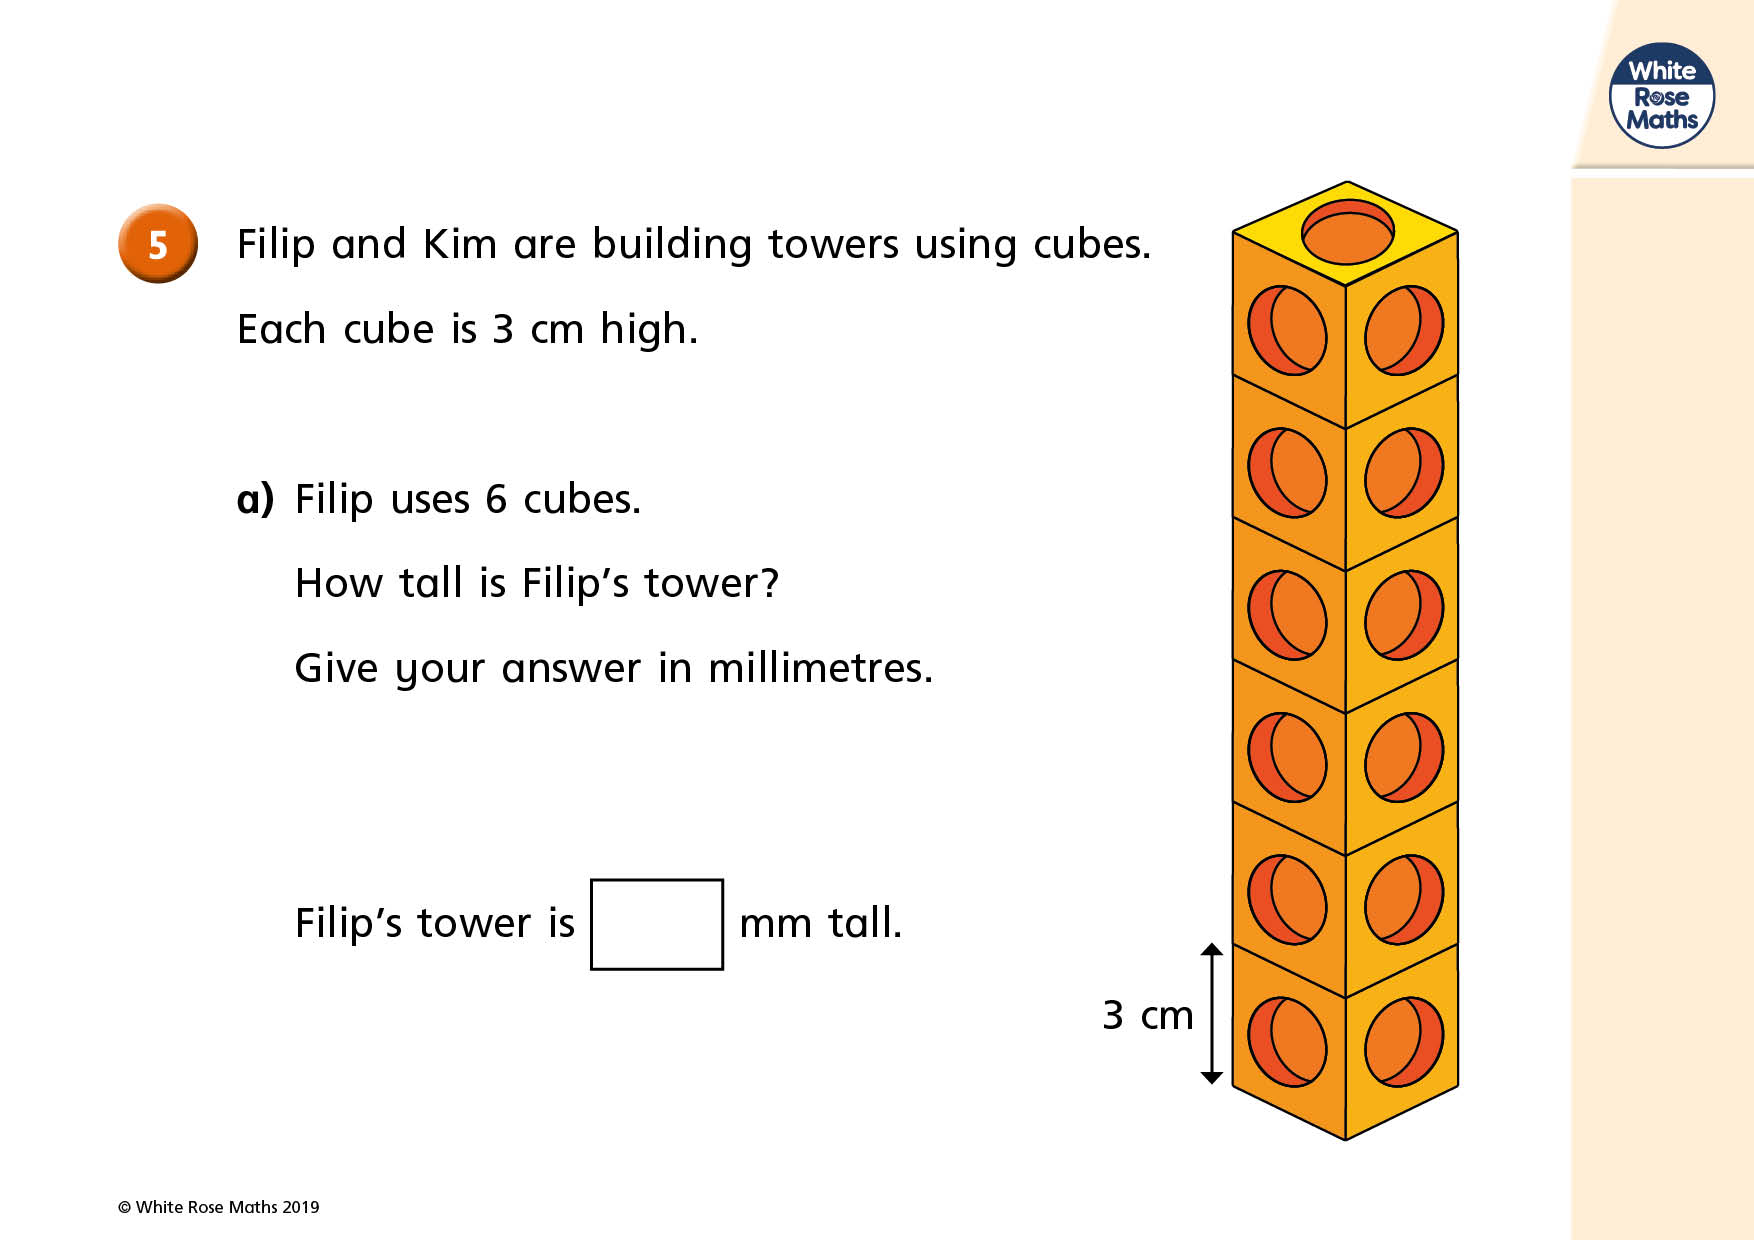 White
Rose
Maths
5 Filip and Kim are building towers using cubes.
Each cube is 3 cm high.
a) Filip uses 6 cubes.
How tall is Filip’s tower?
Give your answer in millimetres.
Filip’s tower is mm tall.
3 cm
© White Rose Maths 2019